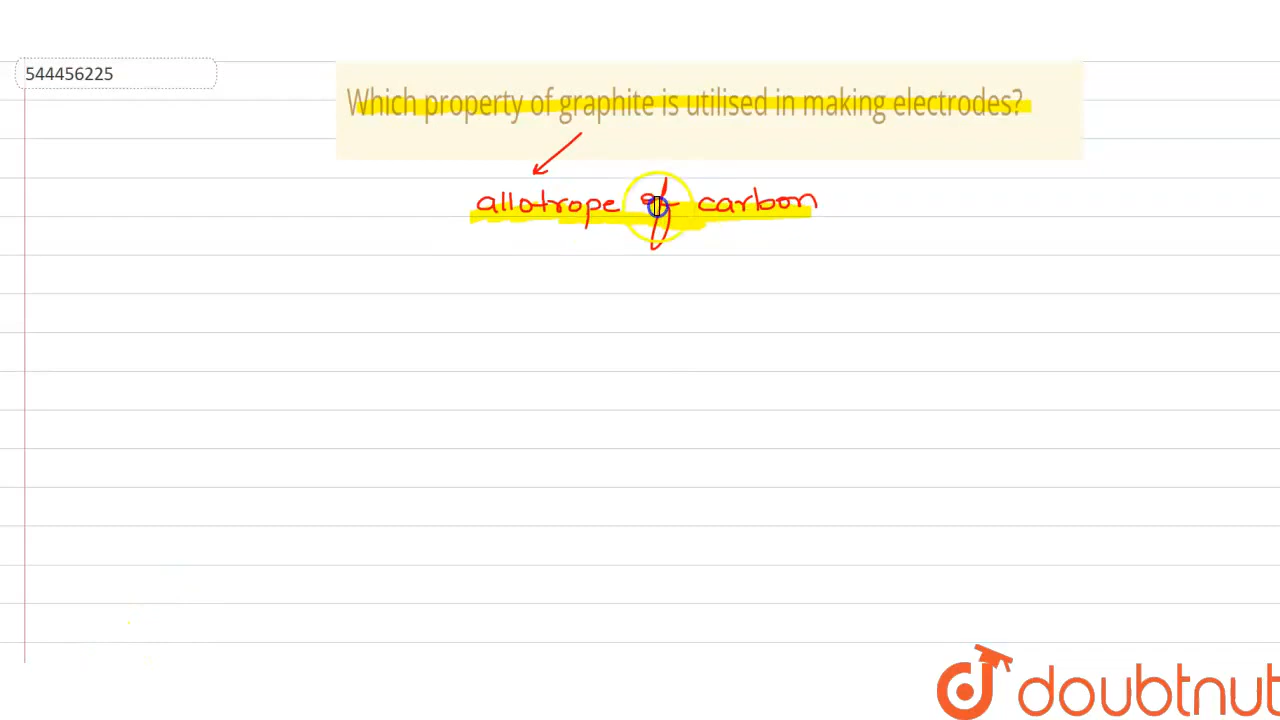 544456225
Which property of graphite is utilised in making electrodes?
allotrope of carbon
doubtnut